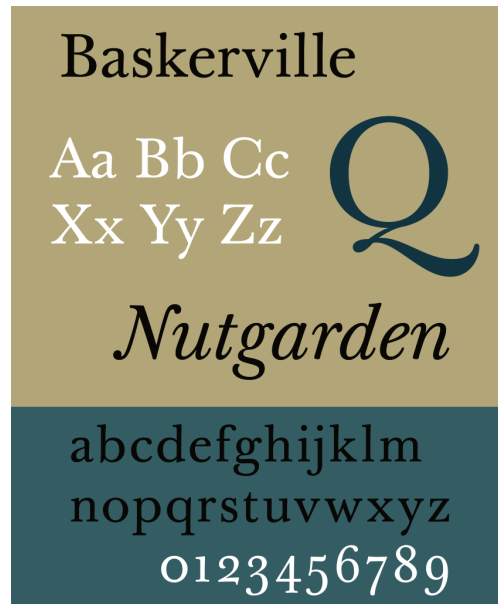 Baskerville
Aa Bb Cc
Xx Yy Zz
Q
Nutgarden
abcdefghijklm
nopqrstuvwxyz
0123456789